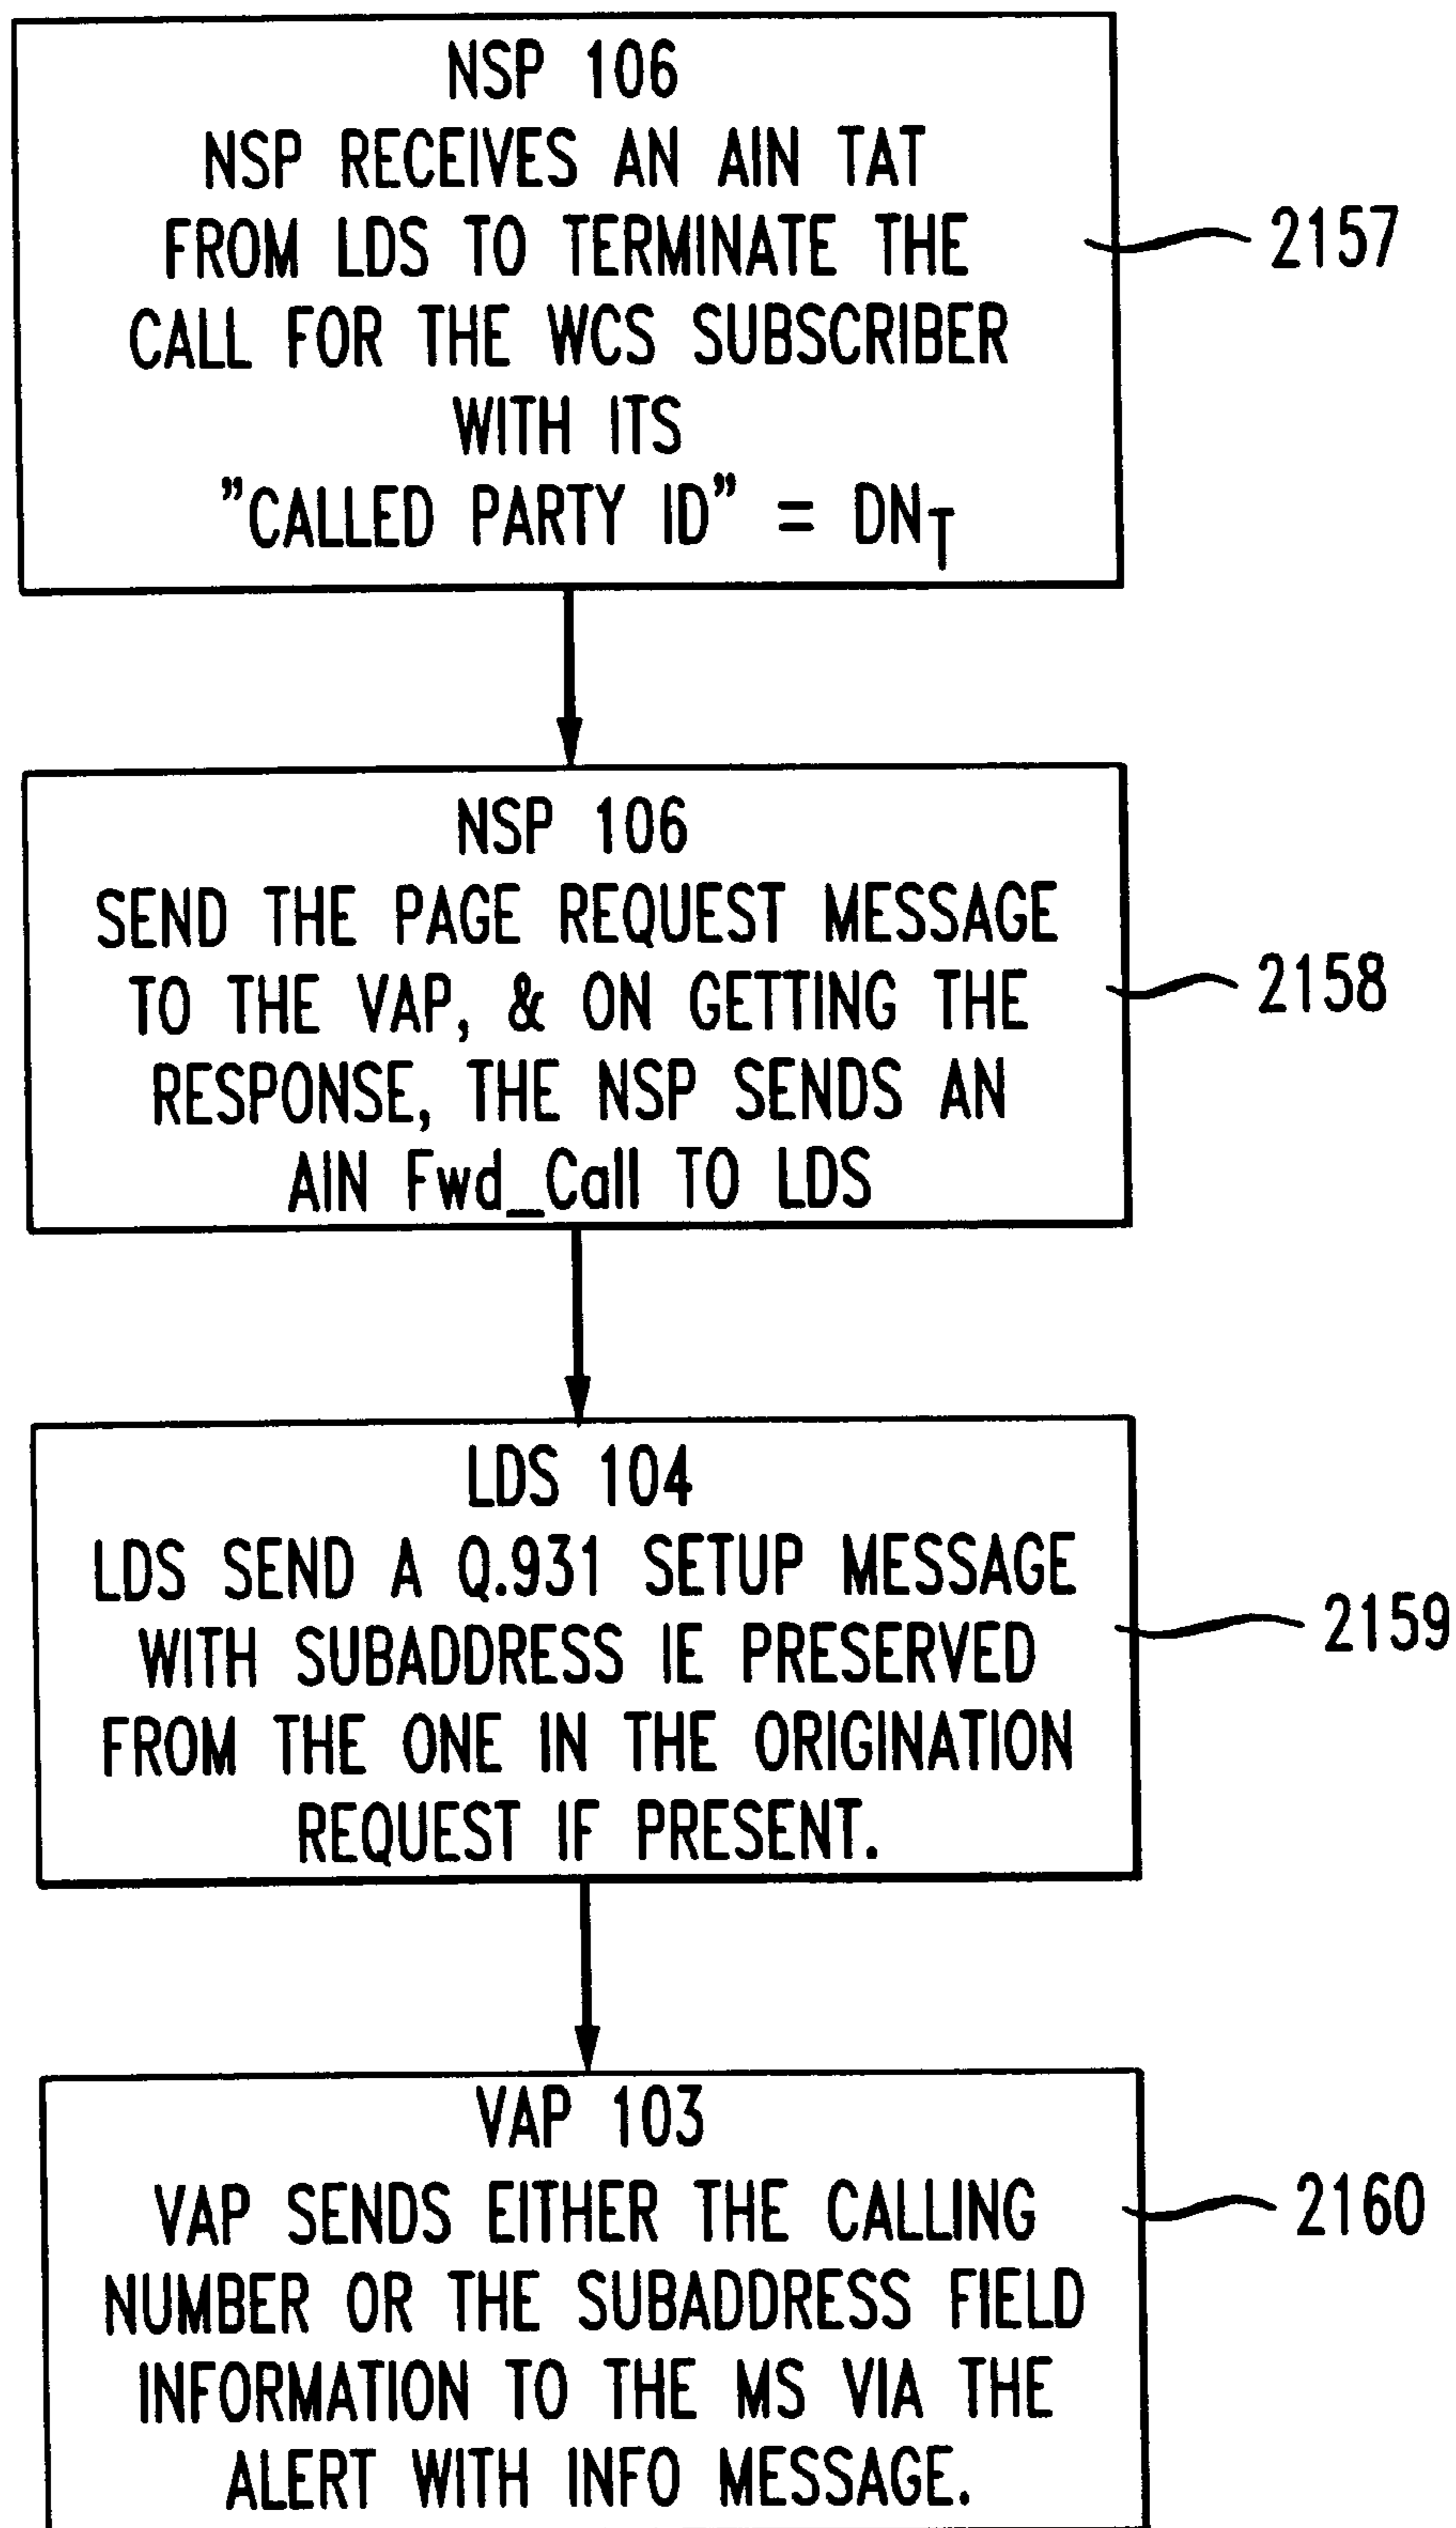 NSP 106
NSP RECEIVES AN AIN TAT
FROM LDS TO TERMINATE THE
CALL FOR THE WCS SUBSCRIBER
WITH ITS
"CALLED PARTY ID" = DNT
2157
NSP 106
SEND THE PAGE REQUEST MESSAGE
TO THE VAP, & ON GETTING THE
RESPONSE, THE NSP SENDS AN
AIN Fwd_Call TO LDS
2158
LDS 104
LDS SEND A Q.931 SETUP MESSAGE
WITH SUBADDRESS IE PRESERVED
FROM THE ONE IN THE ORIGINATION
REQUEST IF PRESENT.
2159
VAP 103
VAP SENDS EITHER THE CALLING
NUMBER OR THE SUBADDRESS FIELD
INFORMATION TO THE MS VIA THE
ALERT WITH INFO MESSAGE.
2160